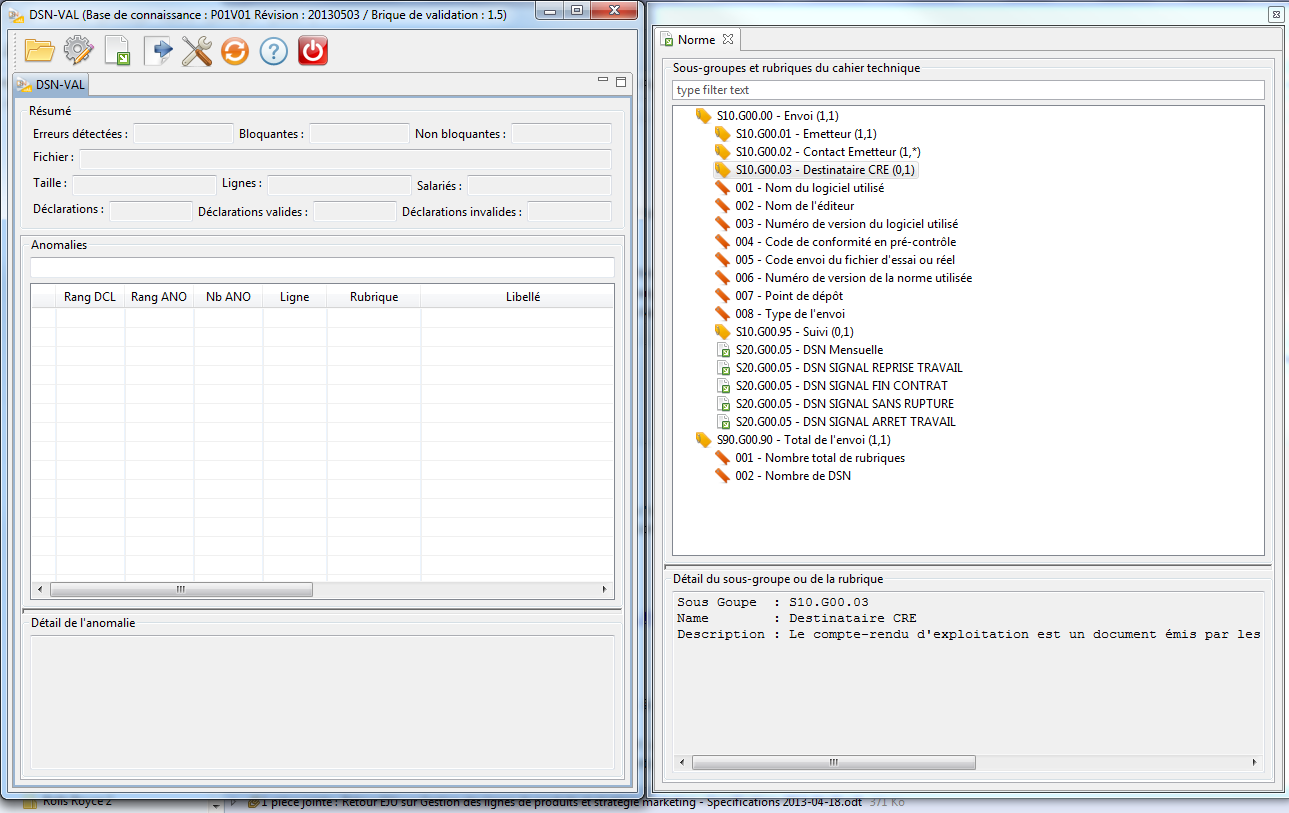 DSN-VAL (Base de connaissance : P01V01 Révision : 20130503 / Brique de validation : 1.5)
DSN-VAL
Résumé
Erreurs détectées : Bloquantes : Non bloquantes :
Fichier :
Taille : Lignes : Salariés :
Déclarations : Déclarations valides : Déclarations invalides :
Anomalies
Rang DCL Rang ANO Nb ANO Ligne Rubrique Libellé
Détail de l'anomalie
Norme
Sous-groupes et rubriques du cahier technique
type filter text
S10.G00.00 - Envoi (1,1)
S10.G00.01 - Emetteur (1,1)
S10.G00.02 - Contact Emetteur (1,*)
S10.G00.03 - Destinataire CRE (0,1)
001 - Nom du logiciel utilisé
002 - Nom de l'éditeur
003 - Numéro de version du logiciel utilisé
004 - Code de conformité en pré-contrôle
005 - Code envoi du fichier d'essai ou réel
006 - Numéro de version de la norme utilisée
007 - Point de dépôt
008 - Type de l'envoi
S10.G00.95 - Suivi (0,1)
S20.G00.05 - DSN Mensuelle
S20.G00.05 - DSN SIGNAL REPRISE TRAVAIL
S20.G00.05 - DSN SIGNAL FIN CONTRAT
S20.G00.05 - DSN SIGNAL SANS RUPTURE
S20.G00.05 - DSN SIGNAL ARRET TRAVAIL
S90.G00.90 - Total de l'envoi (1,1)
001 - Nombre total de rubriques
002 - Nombre de DSN
Détail du sous-groupe ou de la rubrique
Sous Goupe : S10.G00.03
Name : Destinataire CRE
Description : Le compte-rendu d'exploitation est un document émis par les
Rolls Royce 2 1 pièce jointe : Retour EJO sur Gestion des lignes de produits et stratégie marketing - Spécifications 2013-04-18.odt 371 Ko